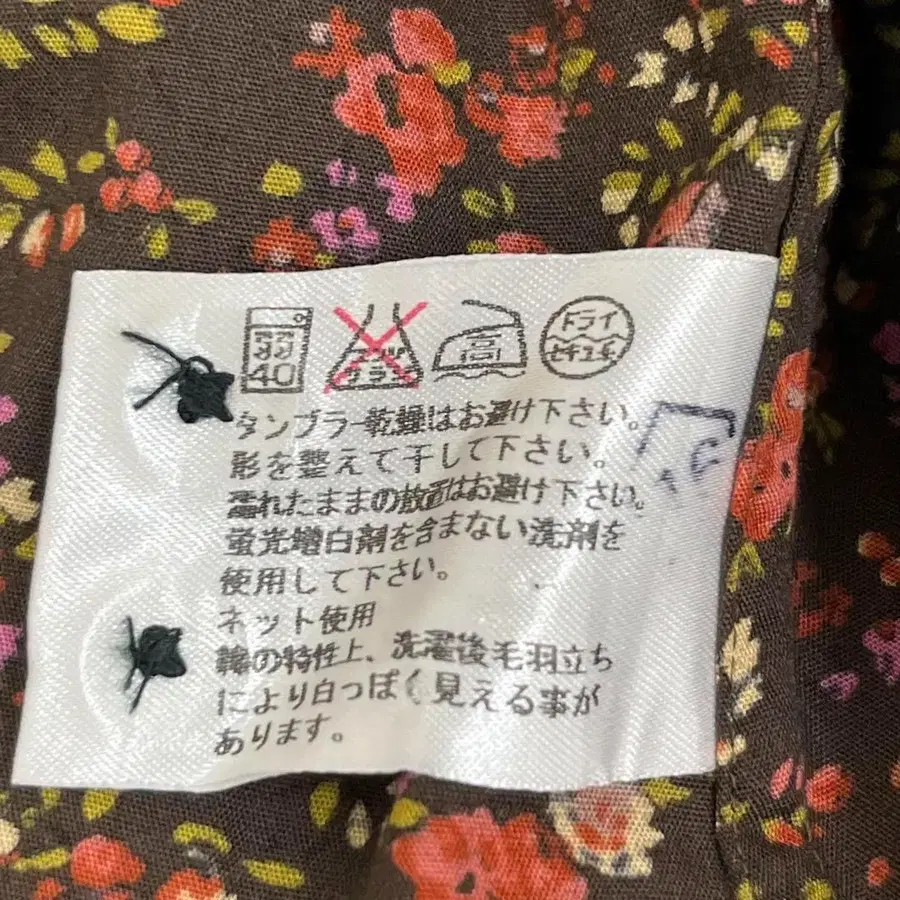 40
高
ドライ
セキユ系
タンブラー乾燥はお避け下さい。
形を整えて干して下さい。
濡れたままの放置はお避け下さい。
蛍光増白剤を含まない洗剤を
使用して下さい。
ネット使用
綿の特性上、洗濯後毛羽立ち
により白っぽく見える事が
あります。